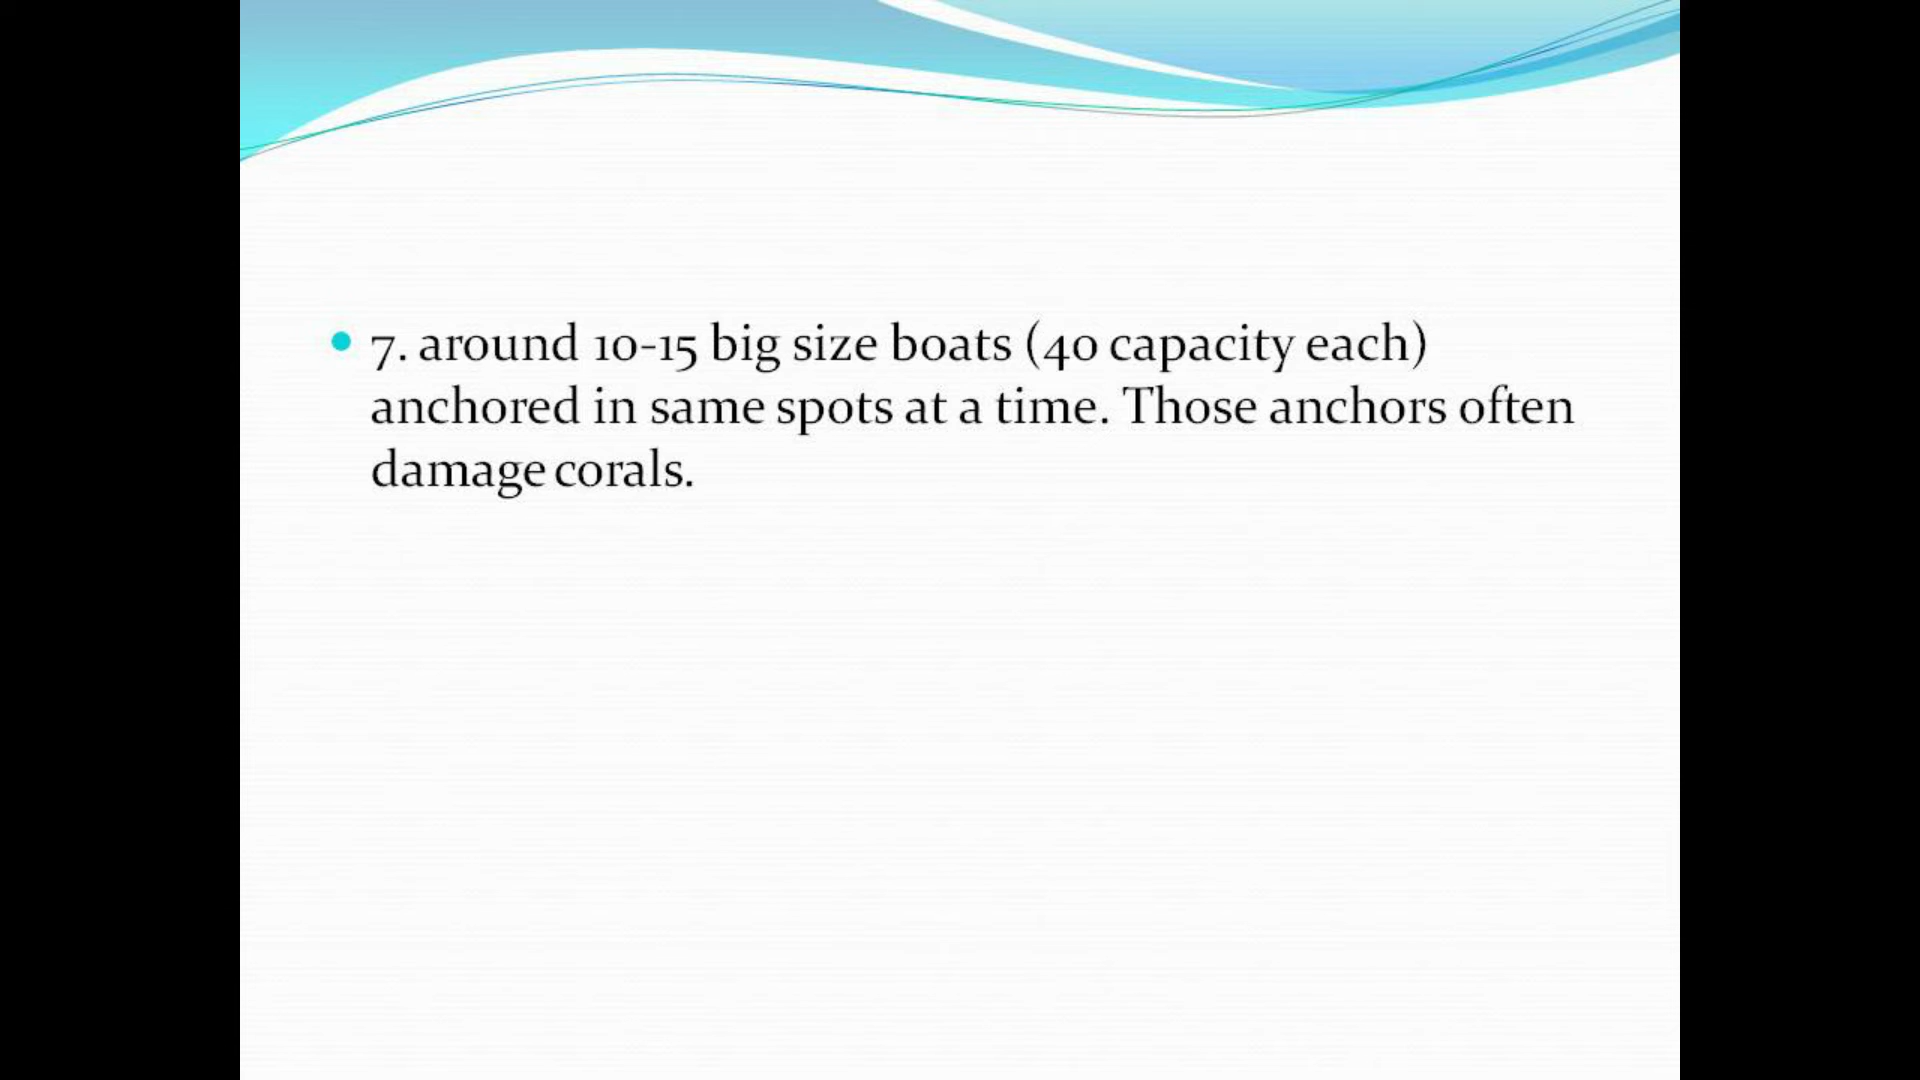 7. around 10-15 big size boats (40 capacity each)
anchored in same spots at a time. Those anchors often
damage corals.